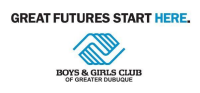 GREAT FUTURES START HERE.
BOYS & GIRLS CLUB
OF GREATER DUBUQUE